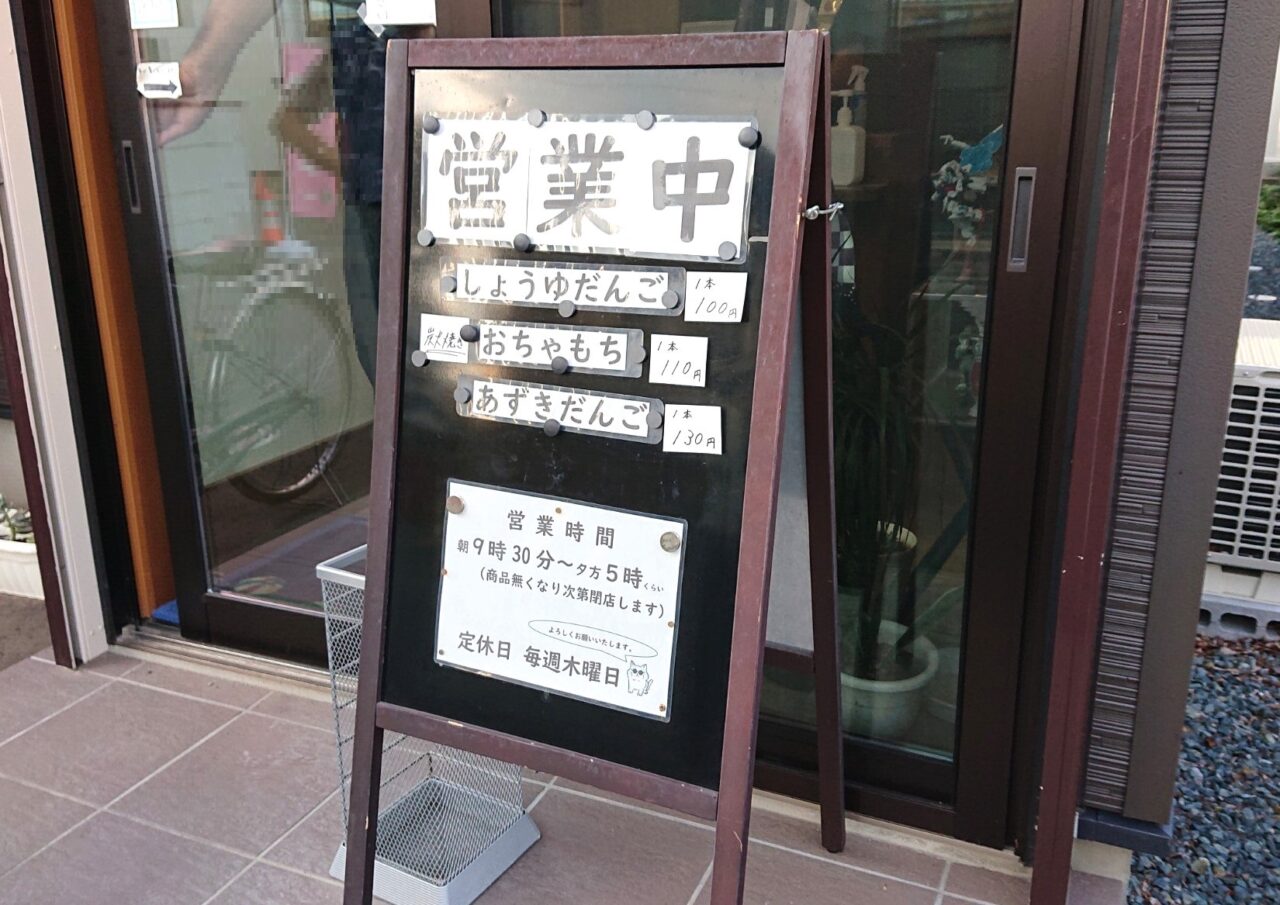 営業中
しょうゆだんご 1本 100円
炭火焼き おちゃもち 1本 110円
あずきだんご 1本 130円
営業時間
朝9時30分～夕方5時くらい
(商品無くなり次第閉店します)
よろしくお願いいたします。
定休日 毎週木曜日